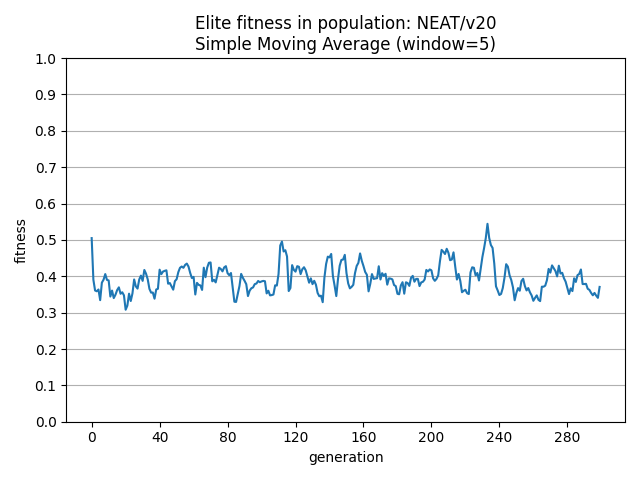 Elite fitness in population: NEAT/v20
Simple Moving Average (window=5)
1.0
0.9
0.8
0.7
0.6
0.5
0.4
0.3
0.2
0.1
0.0
fitness
0 40 80 120 160 200 240 280
generation